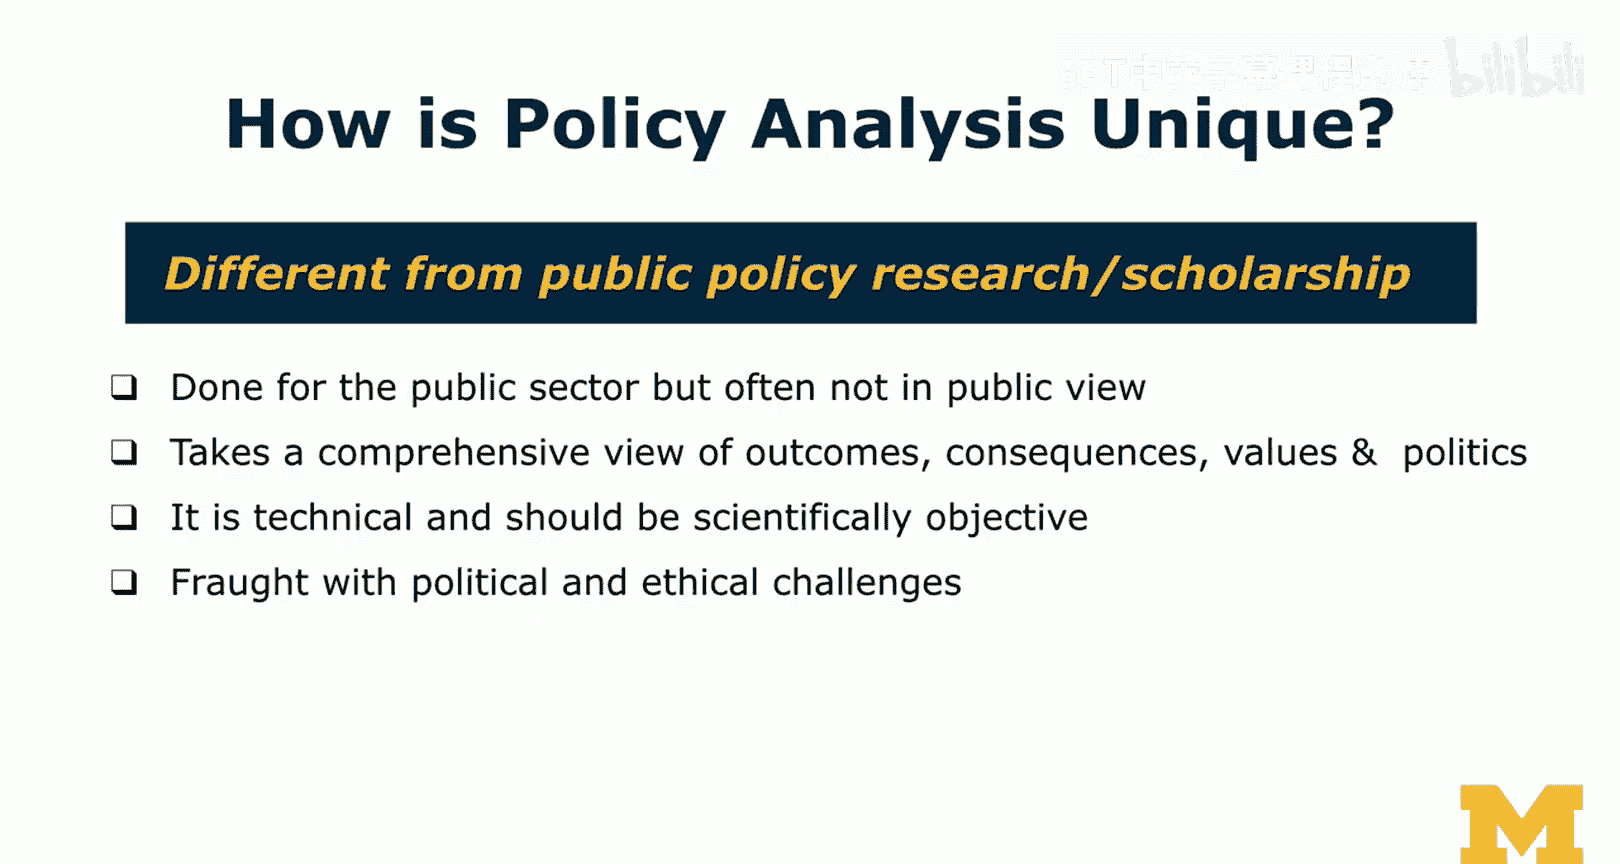 bilibili
How is Policy Analysis Unique?
Different from public policy research/scholarship
❑ Done for the public sector but often not in public view
❑ Takes a comprehensive view of outcomes, consequences, values & politics
❑ It is technical and should be scientifically objective
❑ Fraught with political and ethical challenges
M